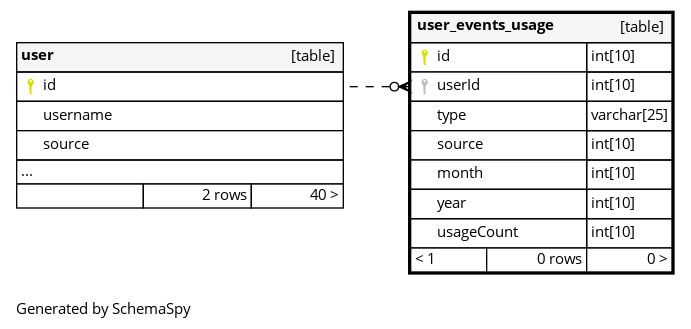 user [table]
id
username
source
...
2 rows 40 >
user_events_usage [table]
id int[10]
userId int[10]
type varchar[25]
source int[10]
month int[10]
year int[10]
usageCount int[10]
< 1 0 rows 0 >
Generated by SchemaSpy